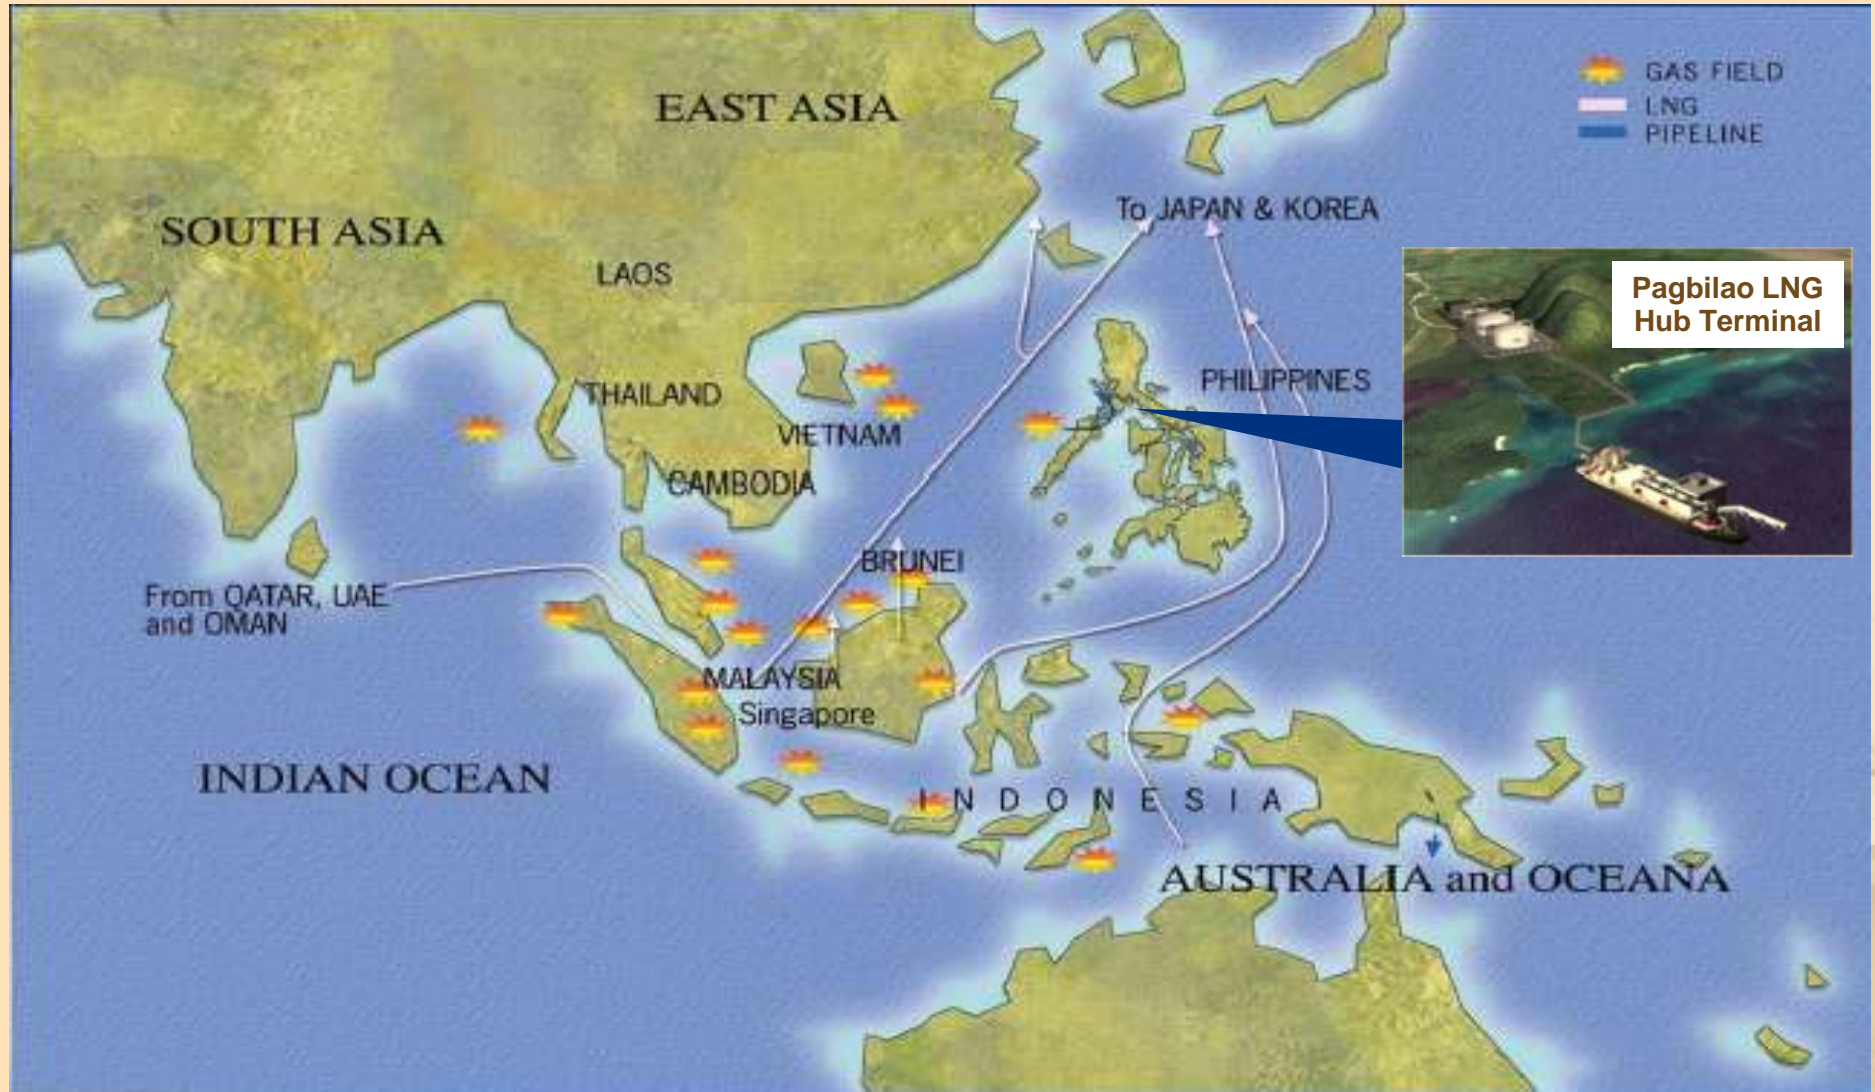 EAST ASIA
GAS FIELD
LNG
PIPELINE
SOUTH ASIA
To JAPAN & KOREA
LAOS
Pagbilao LNG
Hub Terminal
THAILAND
PHILIPPINES
VIETNAM
CAMBODIA
BRUNEI
From QATAR, UAE
and OMAN
MALAYSIA
Singapore
INDIAN OCEAN
INDONESIA
AUSTRALIA and OCEANA